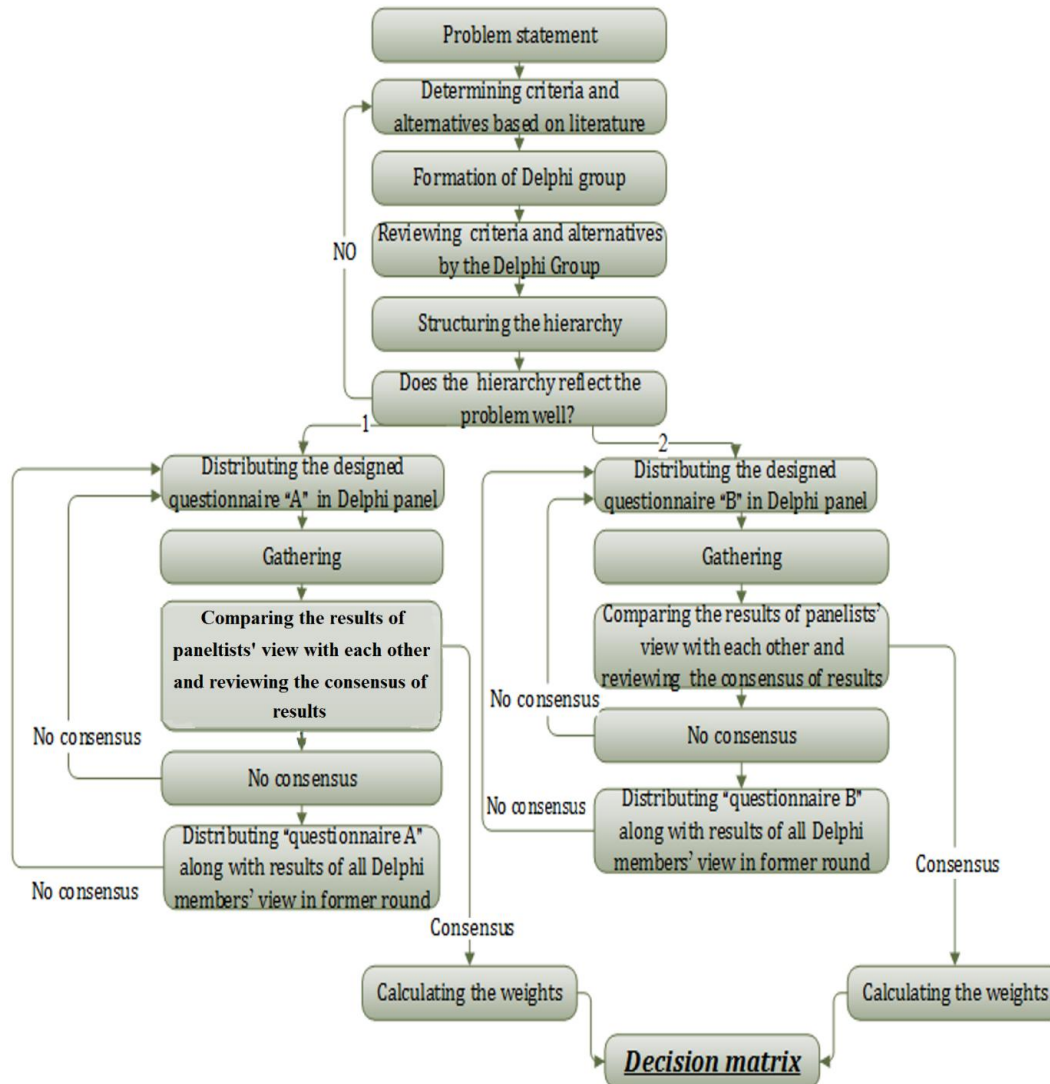 Problem statement
Determining criteria and
alternatives based on literature
Formation of Delphi group
Reviewing criteria and alternatives
by the Delphi Group
NO
Structuring the hierarchy
Does the hierarchy reflect the
problem well?
1
2
Distributing the designed
questionnaire “A” in Delphi panel
Gathering
Comparing the results of
paneltists' view with each other
and reviewing the consensus of
results
No consensus
No consensus
Distributing “questionnaire A”
along with results of all Delphi
members’ view in former round
No consensus
Consensus
Calculating the weights
Distributing the designed
questionnaire “B” in Delphi panel
Gathering
Comparing the results of panelists’
view with each other and
reviewing the consensus of results
No consensus
No consensus
Distributing “questionnaire B”
along with results of all Delphi
members’ view in former round
No consensus
Consensus
Calculating the weights
Decision matrix